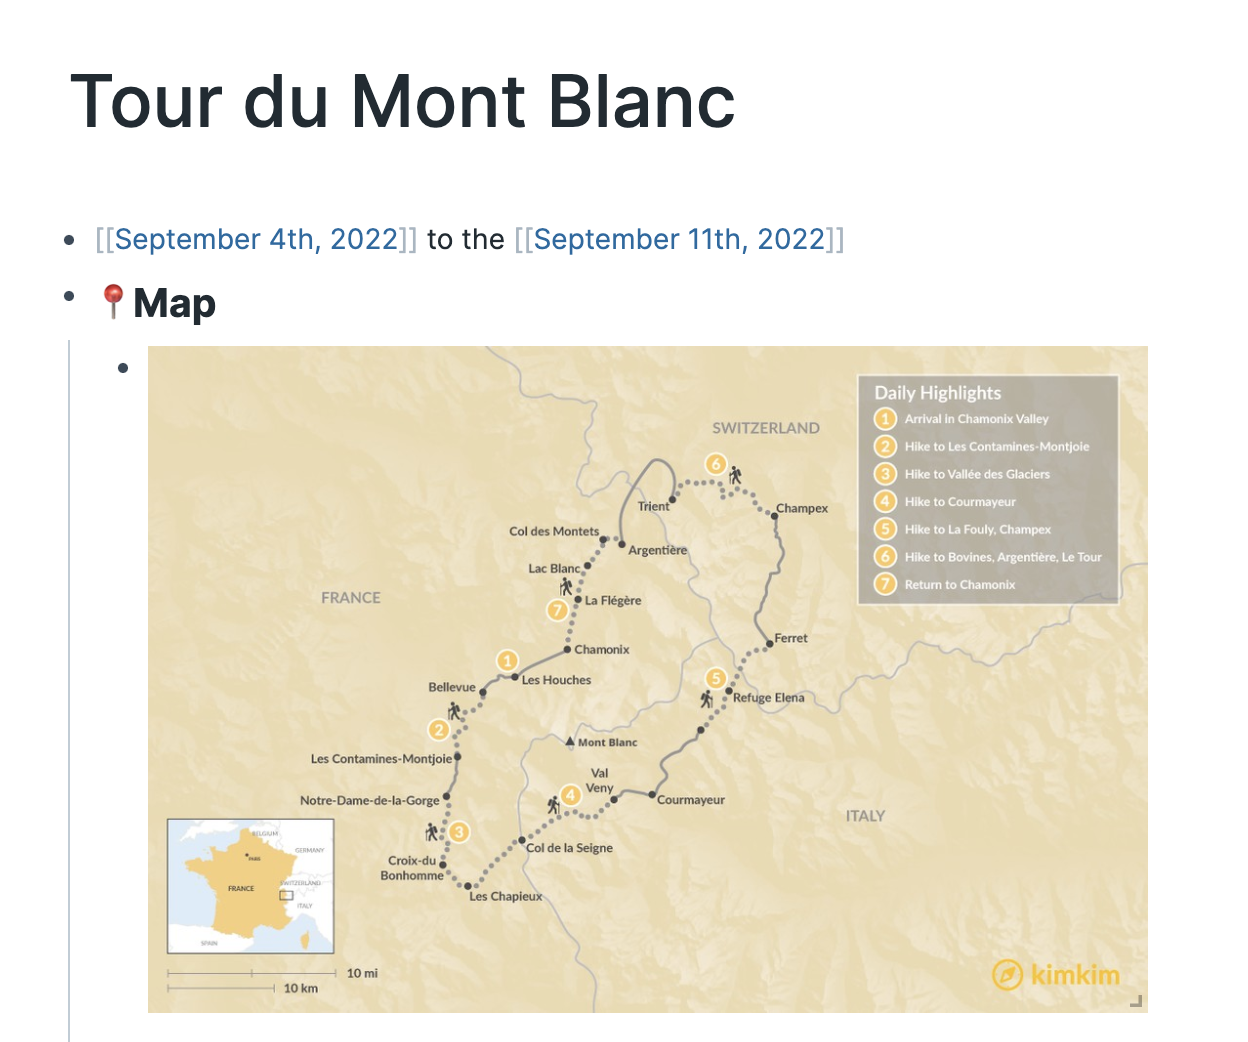 Tour du Mont Blanc
[[September 4th, 2022]] to the [[September 11th, 2022]]
📍Map
Daily Highlights
1 Arrival in Chamonix Valley
2 Hike to Les Contamines-Montjoie
3 Hike to Vallée des Glaciers
4 Hike to Courmayeur
5 Hike to La Fouly, Champex
6 Hike to Bovines, Argentière, Le Tour
7 Return to Chamonix
SWITZERLAND
6
Trient
Champex
Col des Montets
Argentière
Lac Blanc
FRANCE
La Flégère
7
Ferret
Chamonix
1
Les Houches
5
Bellevue
Refuge Elena
2
Mont Blanc
Les Contamines-Montjoie
Val
Veny
4
Notre-Dame-de-la-Gorge
Courmayeur
ITALY
3
Col de la Seigne
Croix-du
Bonhomme
Les Chapieux
BELGIUM
PARIS
GERMANY
FRANCE
SWITZERLAND
ITALY
SPAIN
10 mi
10 km
kimkim